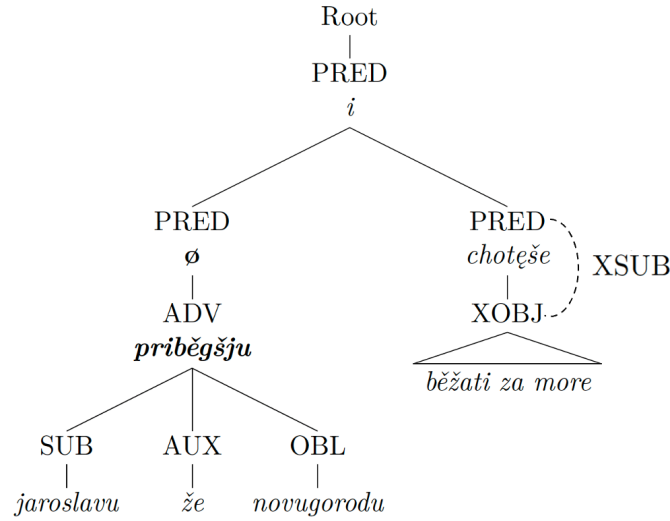 Root
PRED
i
PRED PRED
ø chotęše XSUB
ADV XOBJ
priběgšju
běžati za more
SUB AUX OBL
jaroslavu že novugorodu